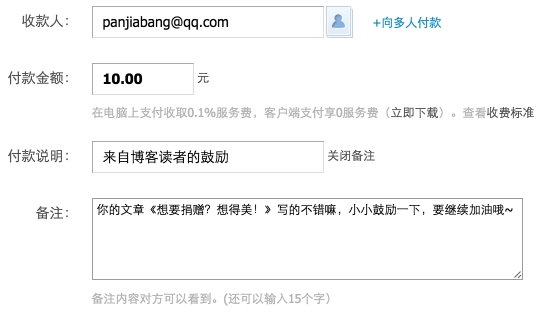 收款人： panjiabang@qq.com +向多人付款
付款金额： 10.00 元
在电脑上支付收取0.1%服务费，客户端支付享0服务费（立即下载）。查看收费标准
付款说明： 来自博客读者的鼓励 关闭备注
备注： 你的文章《想要捐赠？想得美！》写的不错嘛，小小鼓励一下，要继续加油哦~
备注内容对方可以看到。(还可以输入15个字)